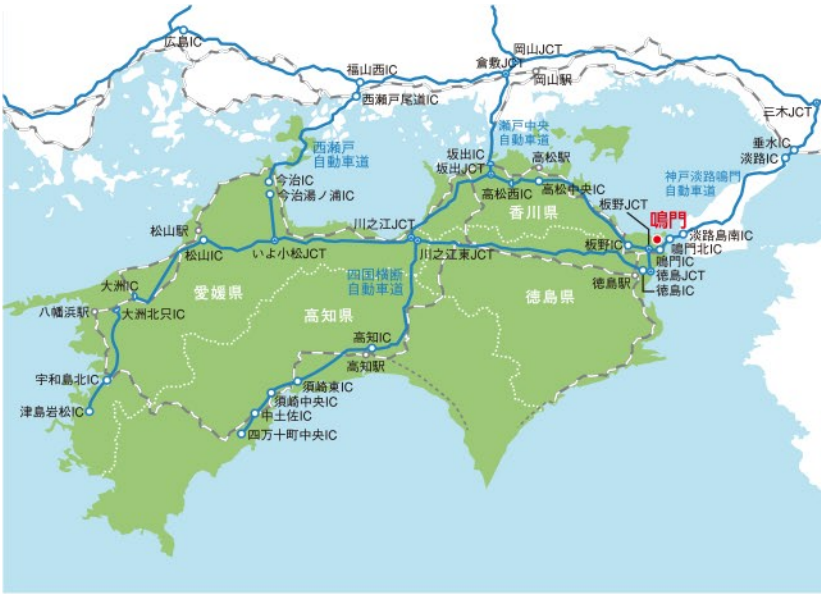 広島IC
福山西IC
西瀬戸尾道IC
岡山JCT
倉敷JCT
岡山駅
三木JCT
垂水IC
淡路IC
瀬戸中央
自動車道
西瀬戸
自動車道
神戸淡路鳴門
自動車道
坂出IC
坂出JCT
高松駅
高松西IC
高松中央IC
今治IC
今治湯ノ浦IC
香川県
板野JCT
鳴門
川之江JCT
松山駅
松山IC
いよ小松JCT
川之江東JCT
板野IC
淡路島南IC
鳴門北IC
鳴門IC
徳島JCT
徳島駅
徳島IC
四国横断
自動車道
大洲IC
愛媛県
徳島県
八幡浜駅
大洲北只IC
高知県
高知IC
高知駅
宇和島北IC
須崎東IC
須崎中央IC
津島岩松IC
中土佐IC
四万十町中央IC